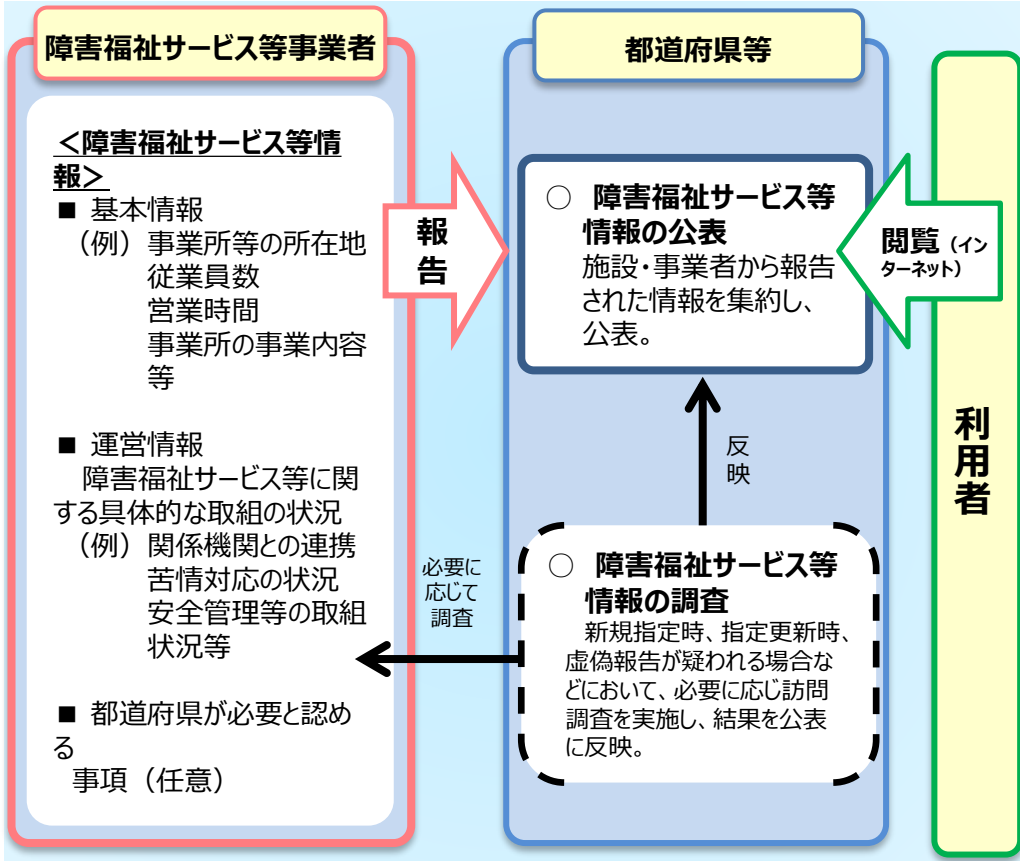 障害福祉サービス等事業者
<障害福祉サービス等情
報>
■ 基本情報
（例）事業所等の所在地
従業員数
営業時間
事業所の事業内容
等
■ 運営情報
障害福祉サービス等に関
する具体的な取組の状況
（例）関係機関との連携
苦情対応の状況
安全管理等の取組
状況等
■ 都道府県が必要と認め
る
事項（任意）
報
告
必要に
応じて
調査
都道府県等
○ 障害福祉サービス等
情報の公表
施設・事業者から報告
された情報を集約し、
公表。
反
映
○ 障害福祉サービス等
情報の調査
新規指定時、指定更新時、
虚偽報告が疑われる場合な
どにおいて、必要に応じ訪問
調査を実施し、結果を公表
に反映。
閲覧（イン
ターネット）
利
用
者